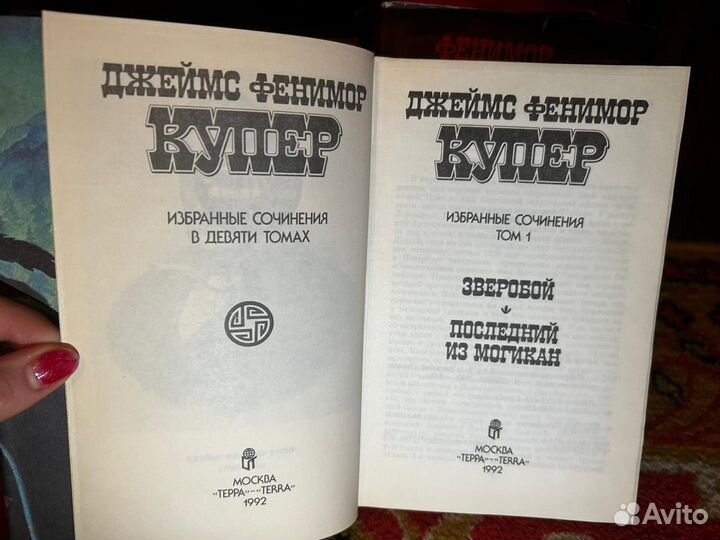 ФЕНИМОР
ДЖЕЙМС ФЕНИМОР
КУПЕР
ИЗБРАННЫЕ СОЧИНЕНИЯ
В ДЕВЯТИ ТОМАХ
МОСКВА
„ТЕРРА”—„TERRA”
1992
ДЖЕЙМС ФЕНИМОР
КУПЕР
ИЗБРАННЫЕ СОЧИНЕНИЯ
ТОМ 1
ЗВЕРОБОЙ
ПОСЛЕДНИЙ
ИЗ МОГИКАН
МОСКВА
„ТЕРРА”—„TERRA”
1992
Avito